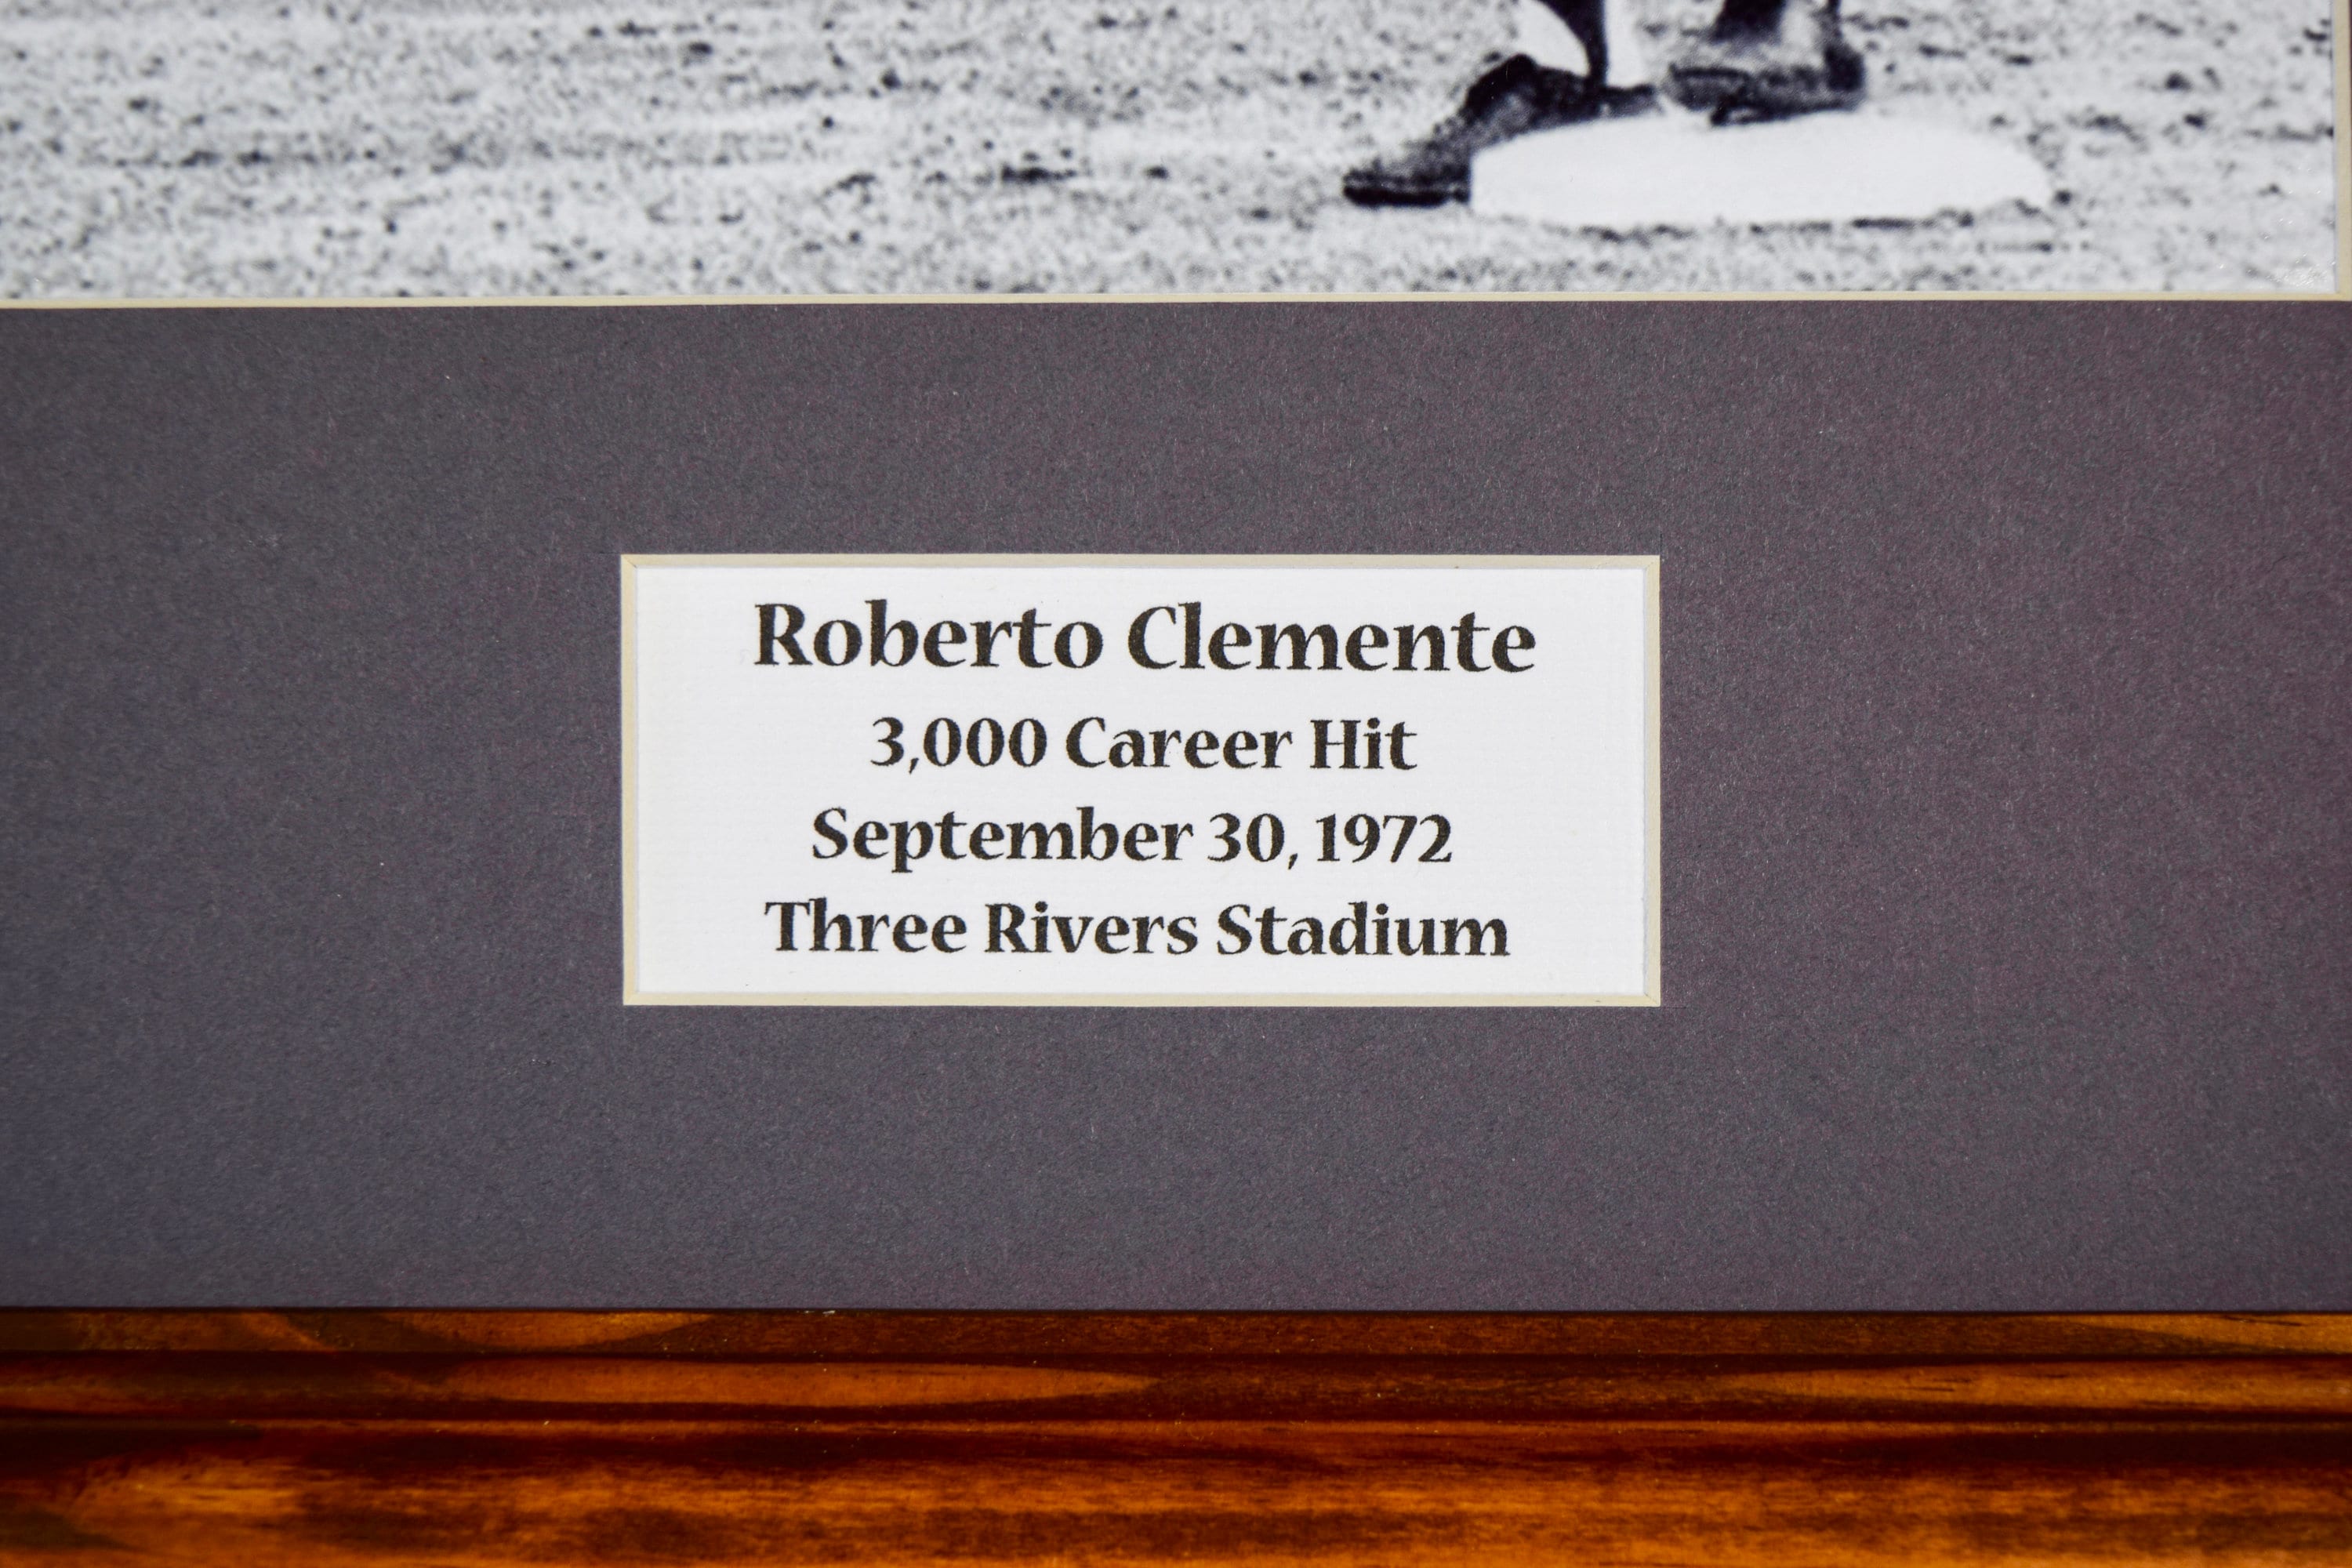 Roberto Clemente
3,000 Career Hit
September 30, 1972
Three Rivers Stadium